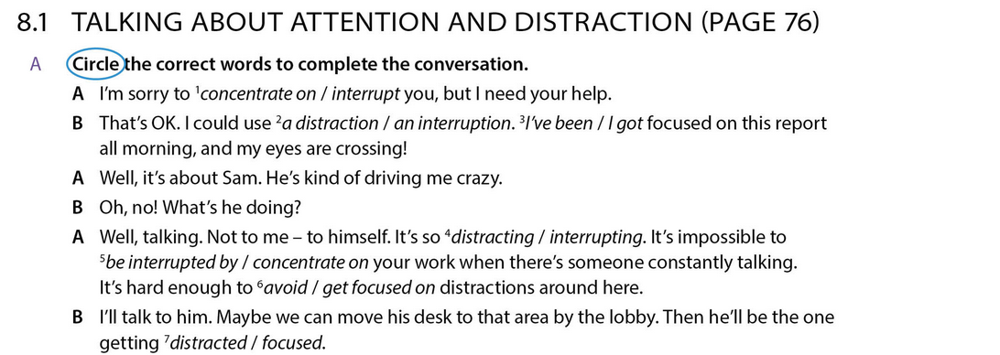 8.1 TALKING ABOUT ATTENTION AND DISTRACTION (PAGE 76)
A Circle the correct words to complete the conversation.
A I'm sorry to ¹concentrate on / interrupt you, but I need your help.
B That's OK. I could use ²a distraction / an interruption. ³I've been / I got focused on this report
all morning, and my eyes are crossing!
A Well, it's about Sam. He's kind of driving me crazy.
B Oh, no! What's he doing?
A Well, talking. Not to me – to himself. It's so ⁴distracting / interrupting. It's impossible to
⁵be interrupted by / concentrate on your work when there's someone constantly talking.
It's hard enough to ⁶avoid / get focused on distractions around here.
B I'll talk to him. Maybe we can move his desk to that area by the lobby. Then he'll be the one
getting ⁷distracted / focused.